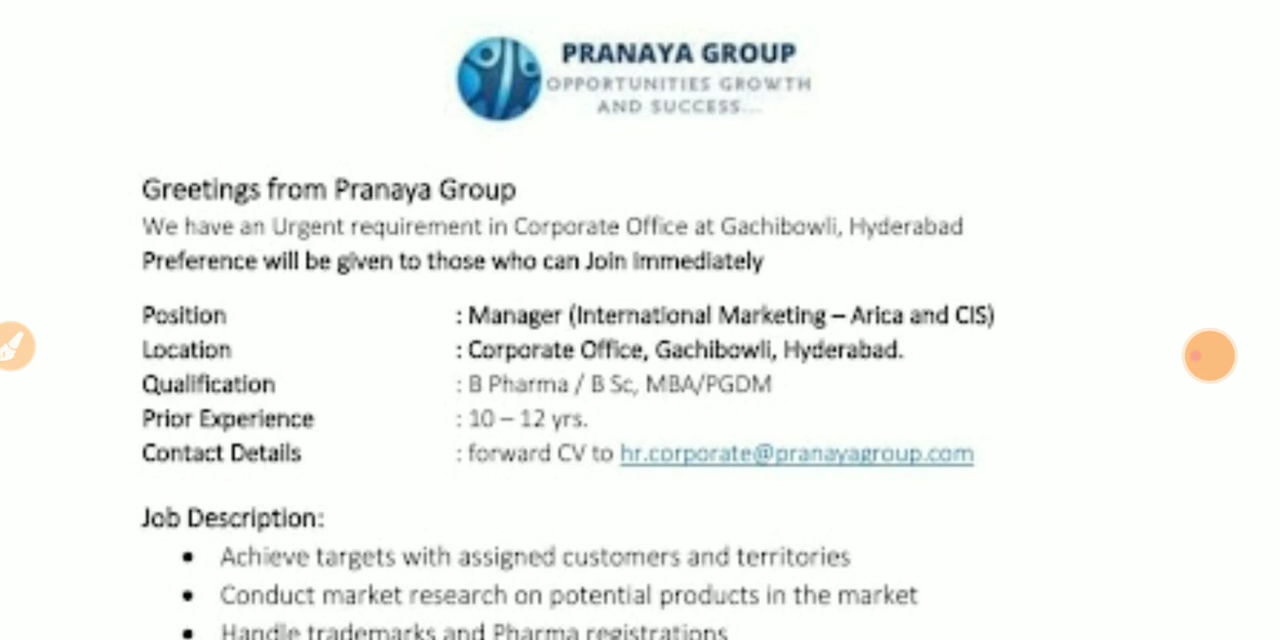 PRANAYA GROUP
OPPORTUNITIES GROWTH
AND SUCCESS...
Greetings from Pranaya Group
We have an Urgent requirement in Corporate Office at Gachibowli, Hyderabad
Preference will be given to those who can Join Immediately
Position : Manager (International Marketing – Arica and CIS)
Location : Corporate Office, Gachibowli, Hyderabad.
Qualification : B Pharma / B Sc, MBA/PGDM
Prior Experience : 10 – 12 yrs.
Contact Details : forward CV to hr.corporate@pranayagroup.com
Job Description:
• Achieve targets with assigned customers and territories
• Conduct market research on potential products in the market
• Handle trademarks and Pharma registrations